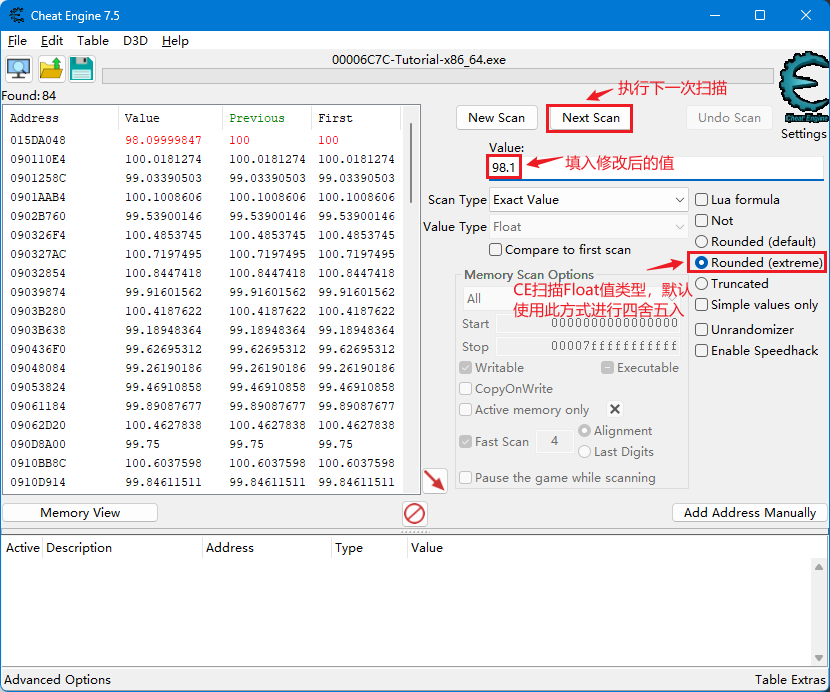 Cheat Engine 7.5
File Edit Table D3D Help
00006C7C-Tutorial-x86_64.exe
Found: 84
Cheat Engine
Settings
Address Value Previous First
015DA048 98.09999847 100 100
090110E4 100.0181274 100.0181274 100.0181274
0901258C 99.03390503 99.03390503 99.03390503
0901AAB4 100.1008606 100.1008606 100.1008606
0902B760 99.53900146 99.53900146 99.53900146
090326F4 100.4853745 100.4853745 100.4853745
090327AC 100.7197495 100.7197495 100.7197495
09032854 100.8447418 100.8447418 100.8447418
09039874 99.91601562 99.91601562 99.91601562
0903B280 100.4187622 100.4187622 100.4187622
0903B638 99.18948364 99.18948364 99.18948364
090436F0 99.62695312 99.62695312 99.62695312
09048084 99.26190186 99.26190186 99.26190186
09053824 99.46910858 99.46910858 99.46910858
09061184 99.89087677 99.89087677 99.89087677
09062D20 100.4627838 100.4627838 100.4627838
090D8A00 99.75 99.75 99.75
0910BB8C 100.6037598 100.6037598 100.6037598
0910D914 99.84611511 99.84611511 99.84611511
执行下一次扫描
New Scan Next Scan Undo Scan
Value:
98.1
填入修改后的值
Scan Type Exact Value
Value Type Float
Compare to first scan
Lua formula
Not
Rounded (default)
Rounded (extreme)
Truncated
Simple values only
Unrandomizer
Enable Speedhack
Memory Scan Options
All
CE扫描Float值类型，默认
使用此方式进行四舍五入
Start 0000000000000000
Stop 00007fffffffffff
Writable Executable
CopyOnWrite
Active memory only
Fast Scan 4 Alignment
Last Digits
Pause the game while scanning
Memory View Add Address Manually
Active Description Address Type Value
Advanced Options Table Extras